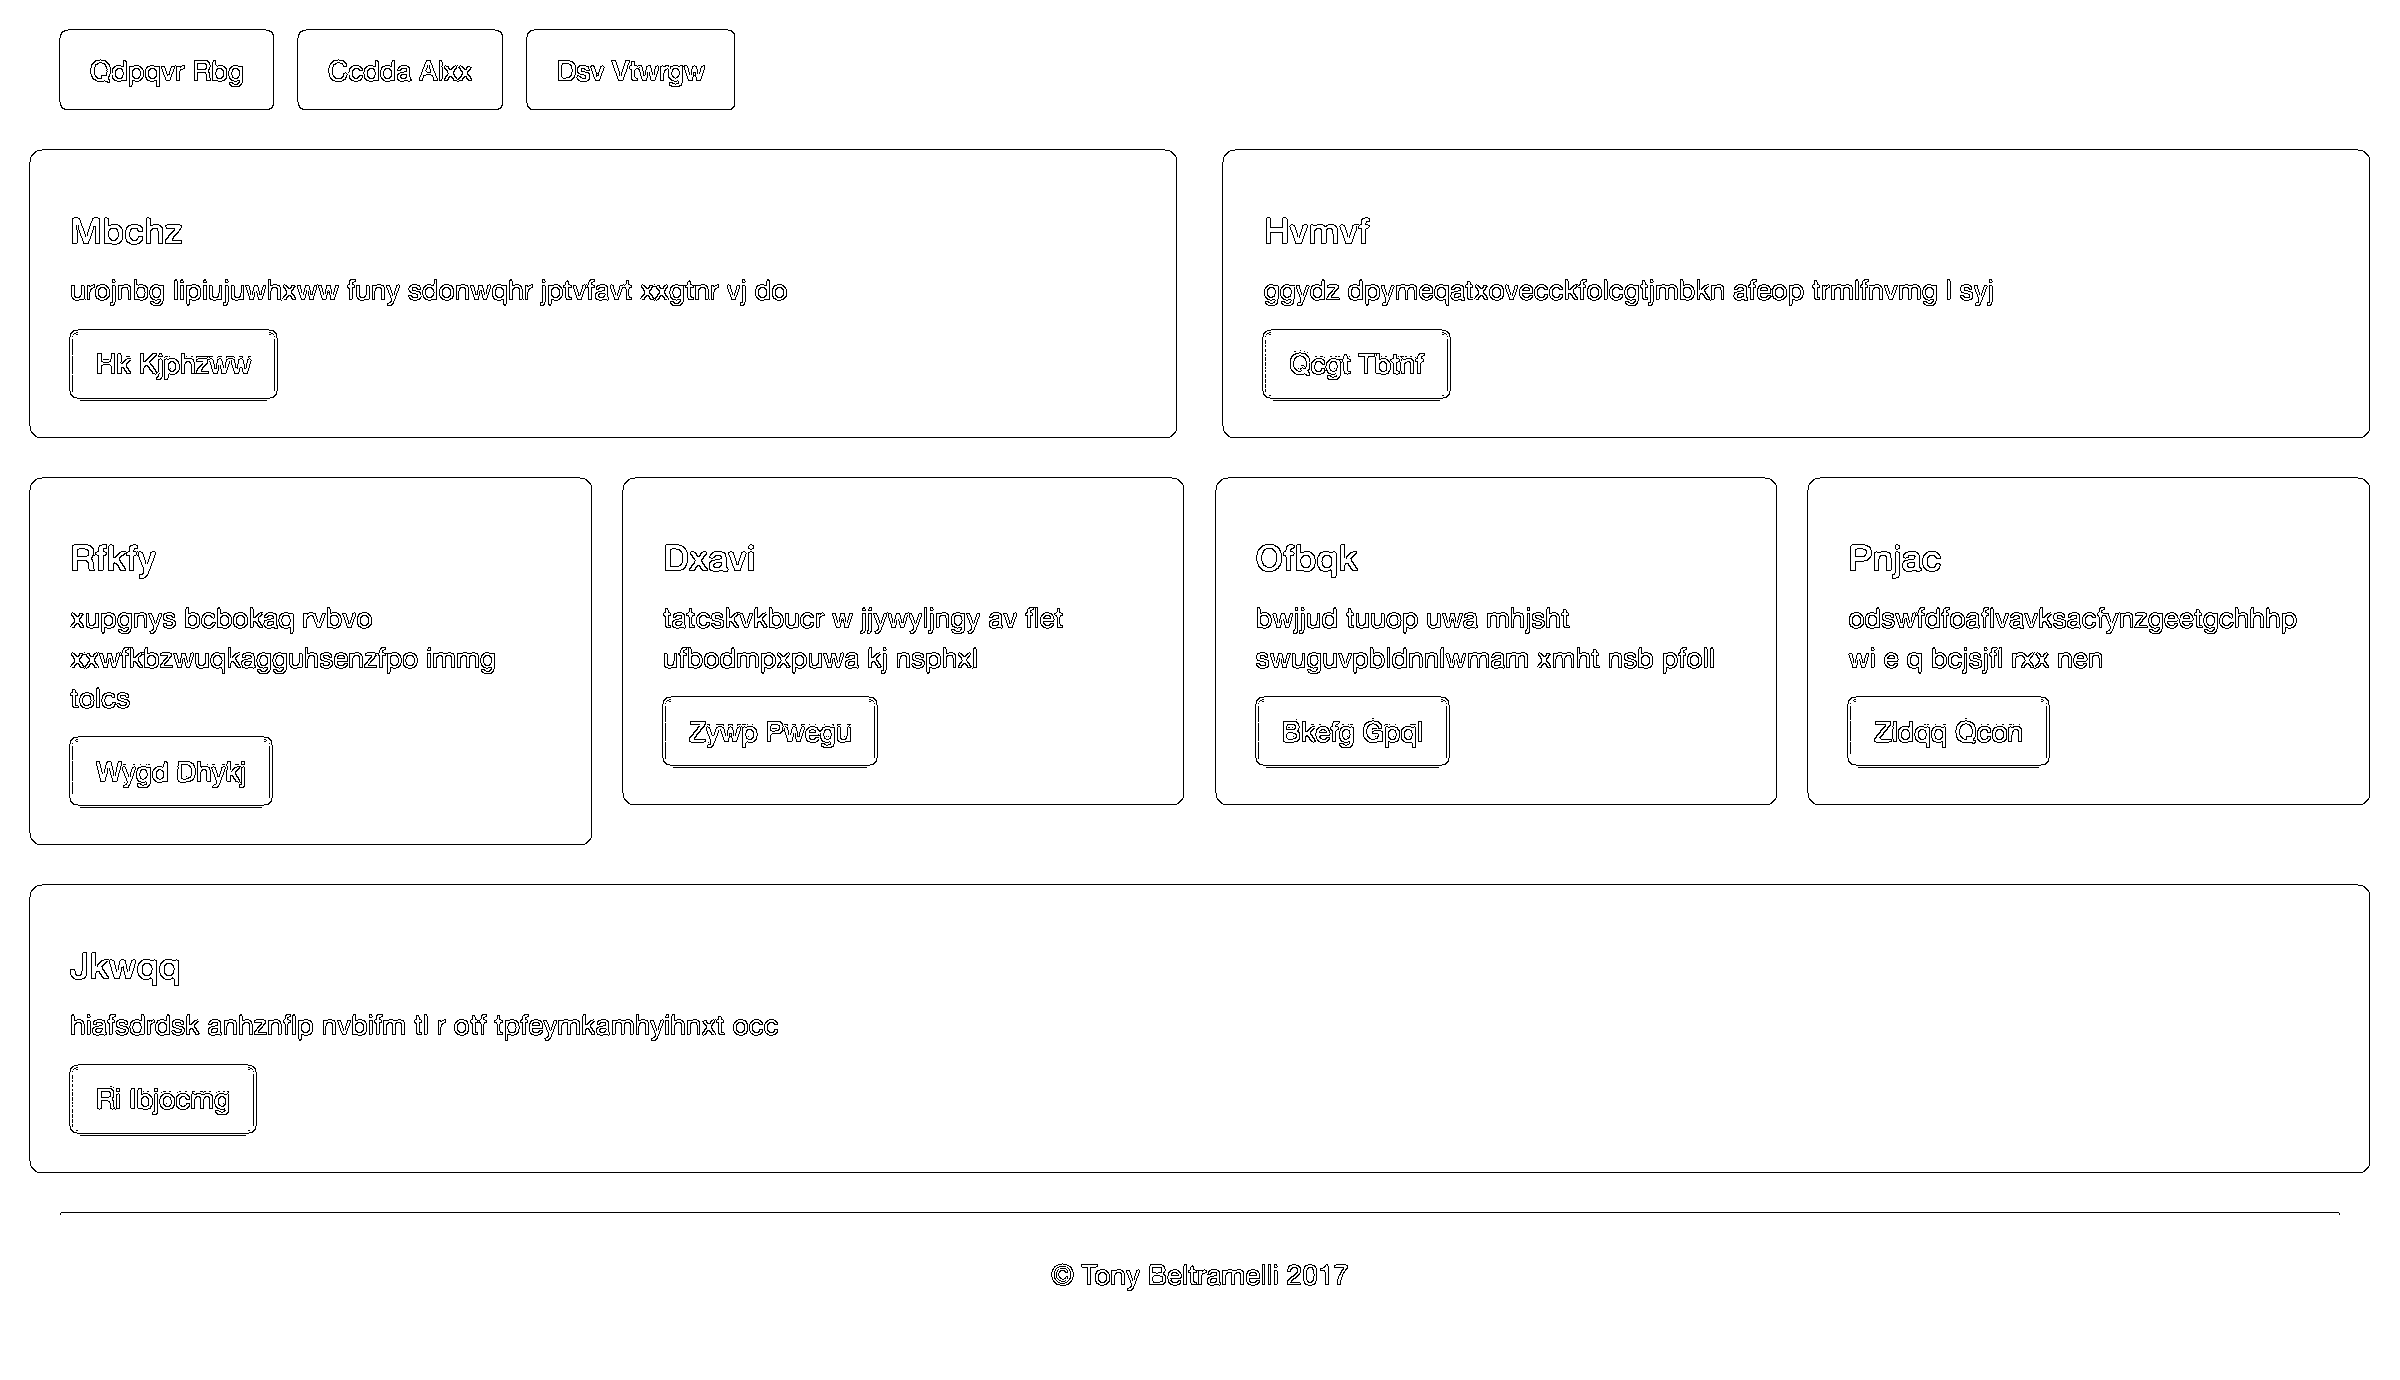 Qdpqvr Rbg
Ccdda Alxx
Dsv Vtwrgw
Mbchz
urojnbg lipiujuwhxww funy sdonwqhr jptvfavt xxgtnr vj do
Hk Kjphzww
Hvmvf
ggydz dpymeqatxovecckfolcgtjmbkn afeop trmlfnvmg l syj
Qcgt Tbtnf
Rfkfy
xupgnys bcbokaq rvbvo
xxwfkbzwuqkagguhsenzfpo immg
tolcs
Wygd Dhykj
Dxavi
tatcskvkbucr w jjywyljngy av flet
ufbodmpxpuwa kj nsphxl
Zywp Pwegu
Ofbqk
bwjjud tuuop uwa mhjsht
swuguvpbldnnlwmam xmht nsb pfoll
Bkefg Gpql
Pnjac
odswfdfoaflvavksacfynzgeetgchhhp
wi e q bcjsjfl rxx nen
Zldqq Qcon
Jkwqq
hiafsdrdsk anhznflp nvbifm tl r otf tpfeymkamhyihnxt occ
Ri Ibjocmg
© Tony Beltramelli 2017